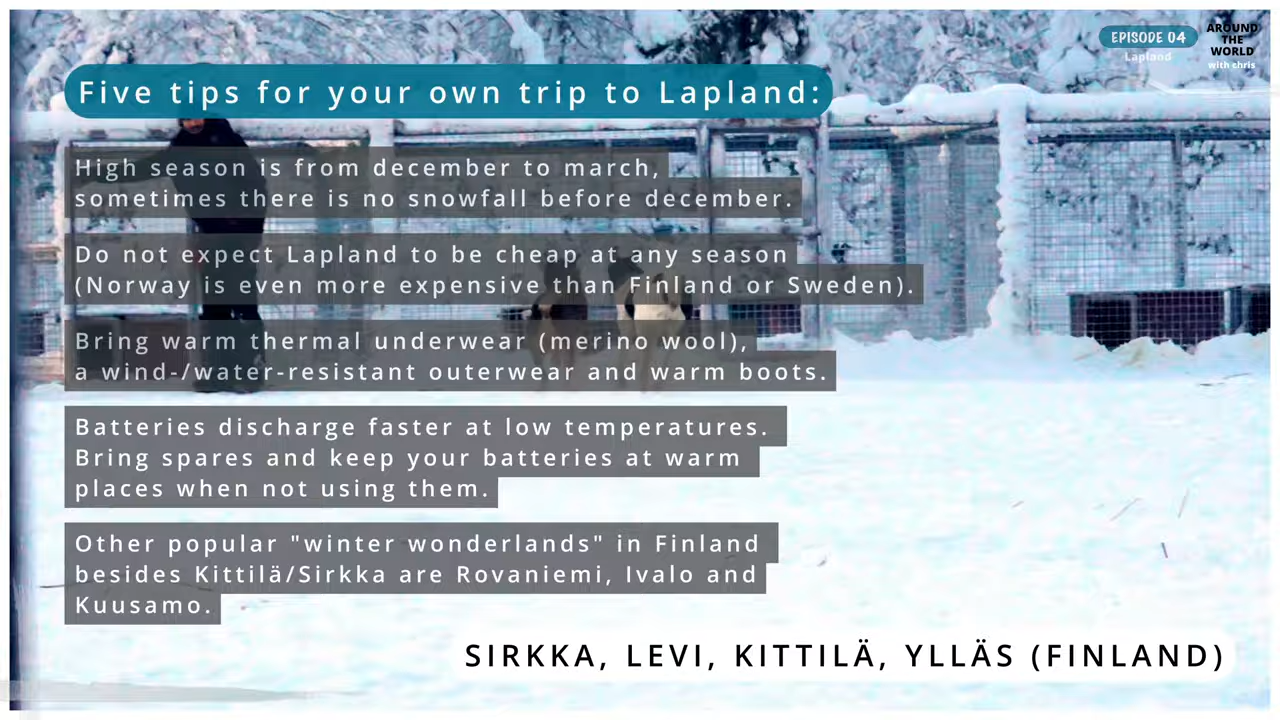 EPISODE 04
Lapland
AROUND
THE
WORLD
with chris
Five tips for your own trip to Lapland:
High season is from december to march,
sometimes there is no snowfall before december.
Do not expect Lapland to be cheap at any season
(Norway is even more expensive than Finland or Sweden).
Bring warm thermal underwear (merino wool),
a wind-/water-resistant outerwear and warm boots.
Batteries discharge faster at low temperatures.
Bring spares and keep your batteries at warm
places when not using them.
Other popular "winter wonderlands" in Finland
besides Kittilä/Sirkka are Rovaniemi, Ivalo and
Kuusamo.
SIRKKA, LEVI, KITTILÄ, YLLÄS (FINLAND)